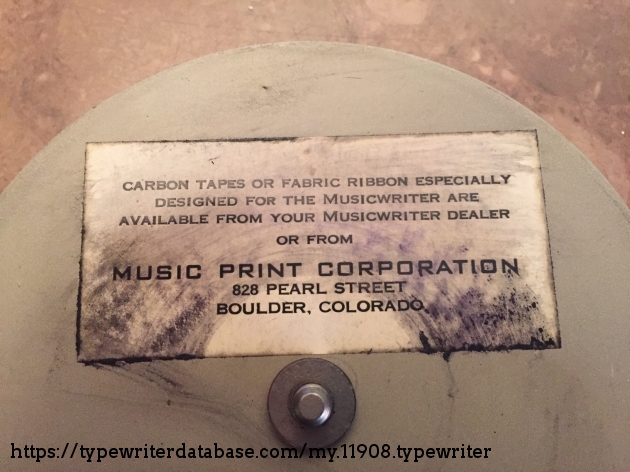 CARBON TAPES OR FABRIC RIBBON ESPECIALLY
DESIGNED FOR THE MUSICWRITER ARE
AVAILABLE FROM YOUR MUSICWRITER DEALER
OR FROM
MUSIC PRINT CORPORATION
828 PEARL STREET
BOULDER, COLORADO
https://typewriterdatabase.com/my.11908.typewriter